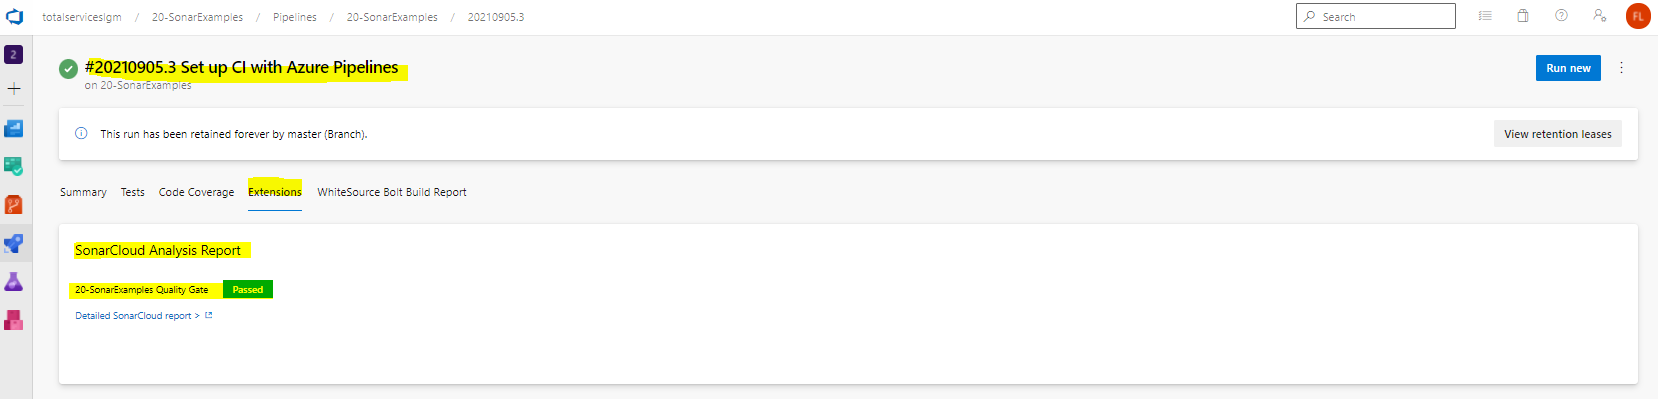 totalserviceslgm / 20-SonarExamples / Pipelines / 20-SonarExamples / 20210905.3
Search
FL
2
#20210905.3 Set up CI with Azure Pipelines
on 20-SonarExamples
Run new
This run has been retained forever by master (Branch).
View retention leases
Summary Tests Code Coverage Extensions WhiteSource Bolt Build Report
SonarCloud Analysis Report
20-SonarExamples Quality Gate Passed
Detailed SonarCloud report >